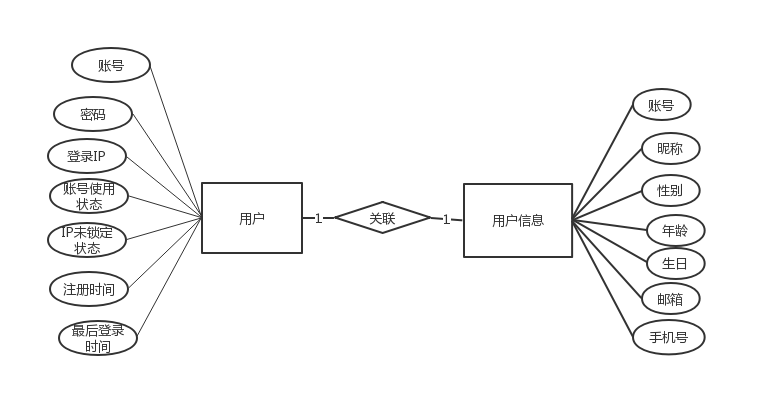 账号
密码
登录IP
账号使用
状态
IP未锁定
状态
注册时间
最后登录
时间
用户
1
关联
1
用户信息
账号
昵称
性别
年龄
生日
邮箱
手机号